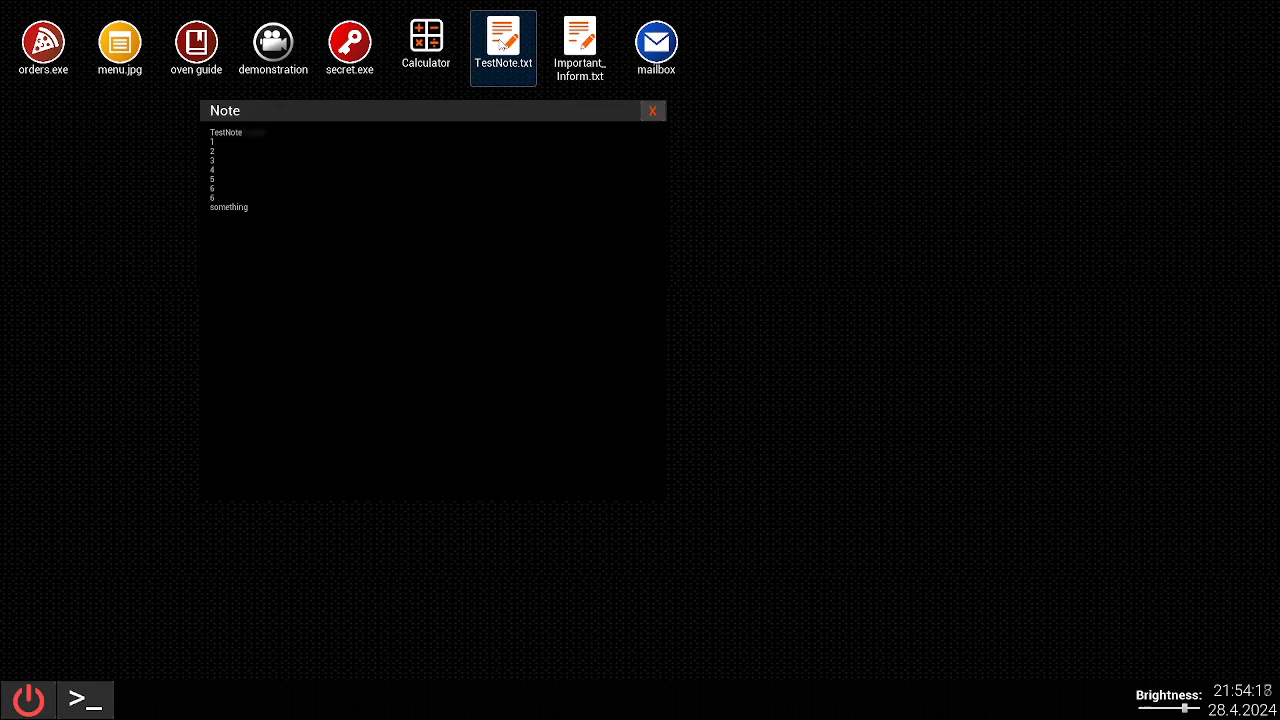 orders.exe
menu.jpg
oven guide
demonstration
secret.exe
Calculator
TestNote.txt
Important_
Inform.txt
mailbox
Note
X
TestNote
1
2
3
4
5
6
6
something
>_
Brightness:
21:54:18
28.4.2024